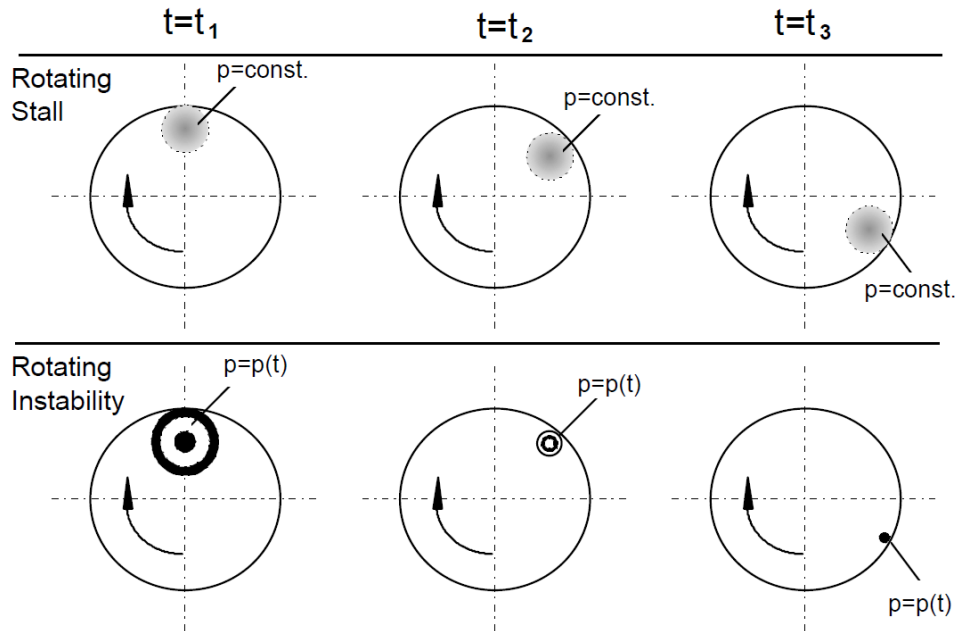 t=t₁ t=t₂ t=t₃
Rotating
Stall
p=const.
p=const.
p=const.
Rotating
Instability
p=p(t)
p=p(t)
p=p(t)